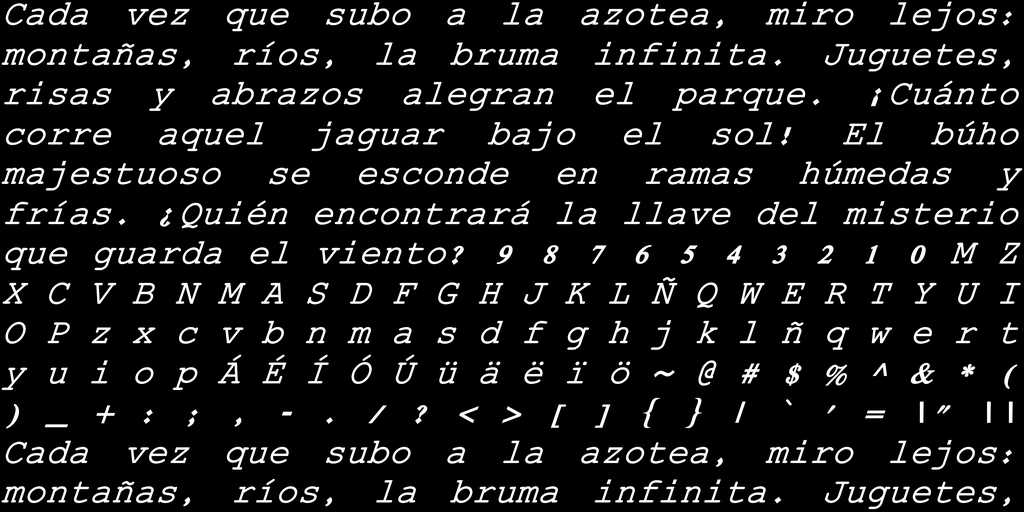 Cada vez que subo a la azotea, miro lejos:
montañas, ríos, la bruma infinita. Juguetes,
risas y abrazos alegran el parque. ¡Cuánto
corre aquel jaguar bajo el sol! El búho
majestuoso se esconde en ramas húmedas y
frías. ¿Quién encontrará la llave del misterio
que guarda el viento? 9 8 7 6 5 4 3 2 1 0 M Z
X C V B N M A S D F G H J K L Ñ Q W E R T Y U I
O P z x c v b n m a s d f g h j k l ñ q w e r t
y u i o p Á É Í Ó Ú ü ä ë ï ö ~ @ # $ % ^ & * (
) _ + : ; , - . / ? < > [ ] { } | ` ' = \" \\
Cada vez que subo a la azotea, miro lejos:
montañas, ríos, la bruma infinita. Juguetes,